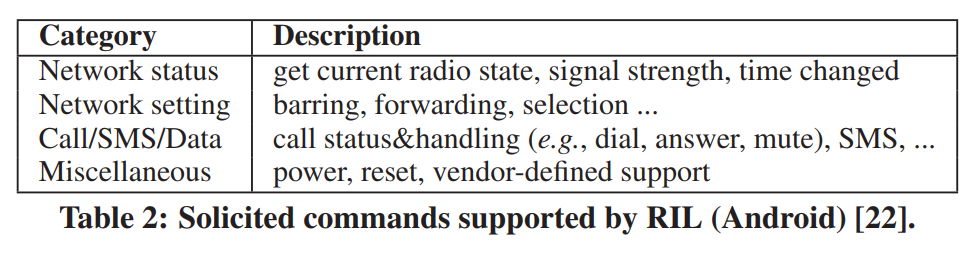 Category Description
Network status get current radio state, signal strength, time changed
Network setting barring, forwarding, selection ...
Call/SMS/Data call status&handling (e.g., dial, answer, mute), SMS, ...
Miscellaneous power, reset, vendor-defined support
Table 2: Solicited commands supported by RIL (Android) [22].